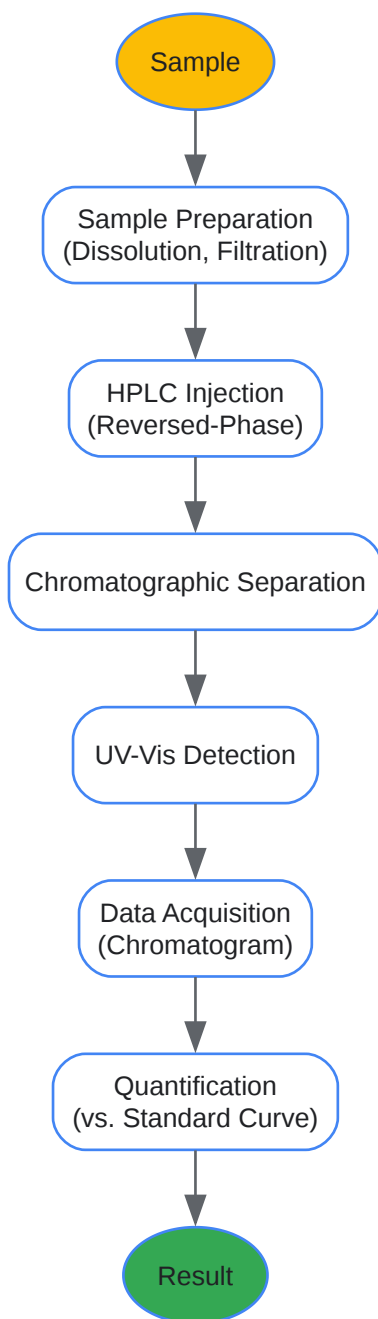 Sample
Sample Preparation
(Dissolution, Filtration)
HPLC Injection
(Reversed-Phase)
Chromatographic Separation
UV-Vis Detection
Data Acquisition
(Chromatogram)
Quantification
(vs. Standard Curve)
Result